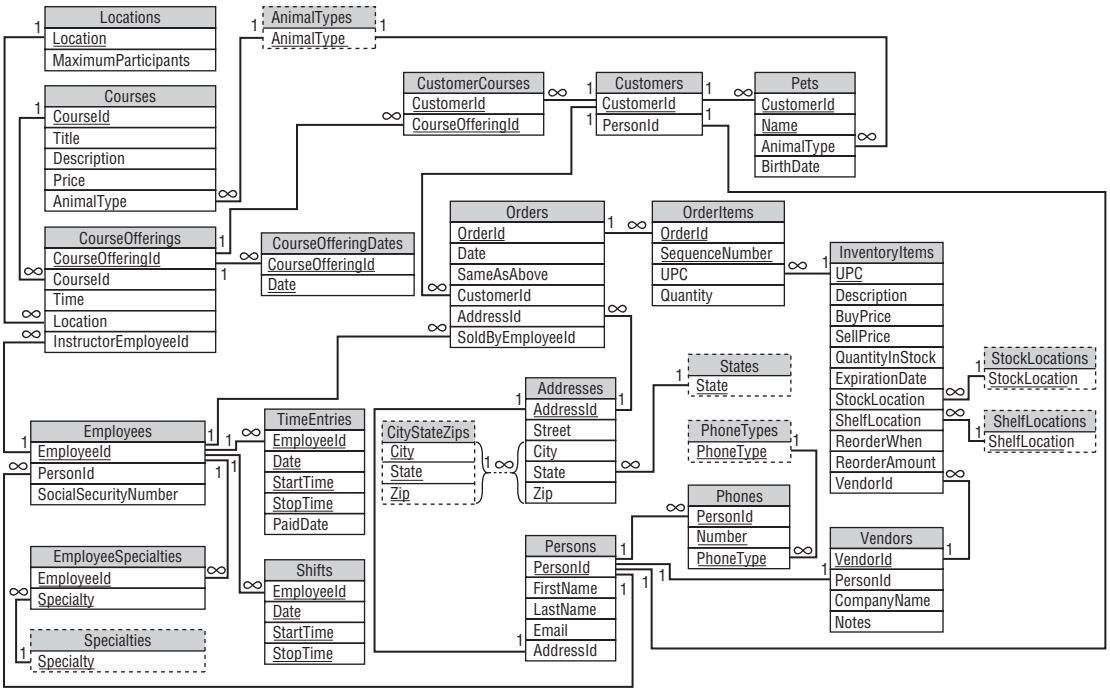 Locations
Location
MaximumParticipants
AnimalTypes
AnimalType
Courses
CourseId
Title
Description
Price
AnimalType
CustomerCourses
CustomerId
CourseOfferingId
Customers
CustomerId
PersonId
Pets
CustomerId
Name
AnimalType
BirthDate
CourseOfferings
CourseOfferingId
CourseId
Time
Location
InstructorEmployeeId
CourseOfferingDates
CourseOfferingId
Date
Orders
OrderId
Date
SameAsAbove
CustomerId
AddressId
SoldByEmployeeId
OrderItems
OrderId
SequenceNumber
UPC
Quantity
InventoryItems
UPC
Description
BuyPrice
SellPrice
QuantityInStock
ExpirationDate
StockLocation
ShelfLocation
ReorderWhen
ReorderAmount
VendorId
StockLocations
StockLocation
ShelfLocations
ShelfLocation
Employees
EmployeeId
PersonId
SocialSecurityNumber
TimeEntries
EmployeeId
Date
StartTime
StopTime
PaidDate
CityStateZips
City
State
Zip
Addresses
AddressId
Street
City
State
Zip
States
State
PhoneTypes
PhoneType
Phones
PersonId
Number
PhoneType
EmployeeSpecialties
EmployeeId
Specialty
Specialties
Specialty
Shifts
EmployeeId
Date
StartTime
StopTime
Persons
PersonId
FirstName
LastName
Email
AddressId
Vendors
VendorId
PersonId
CompanyName
Notes